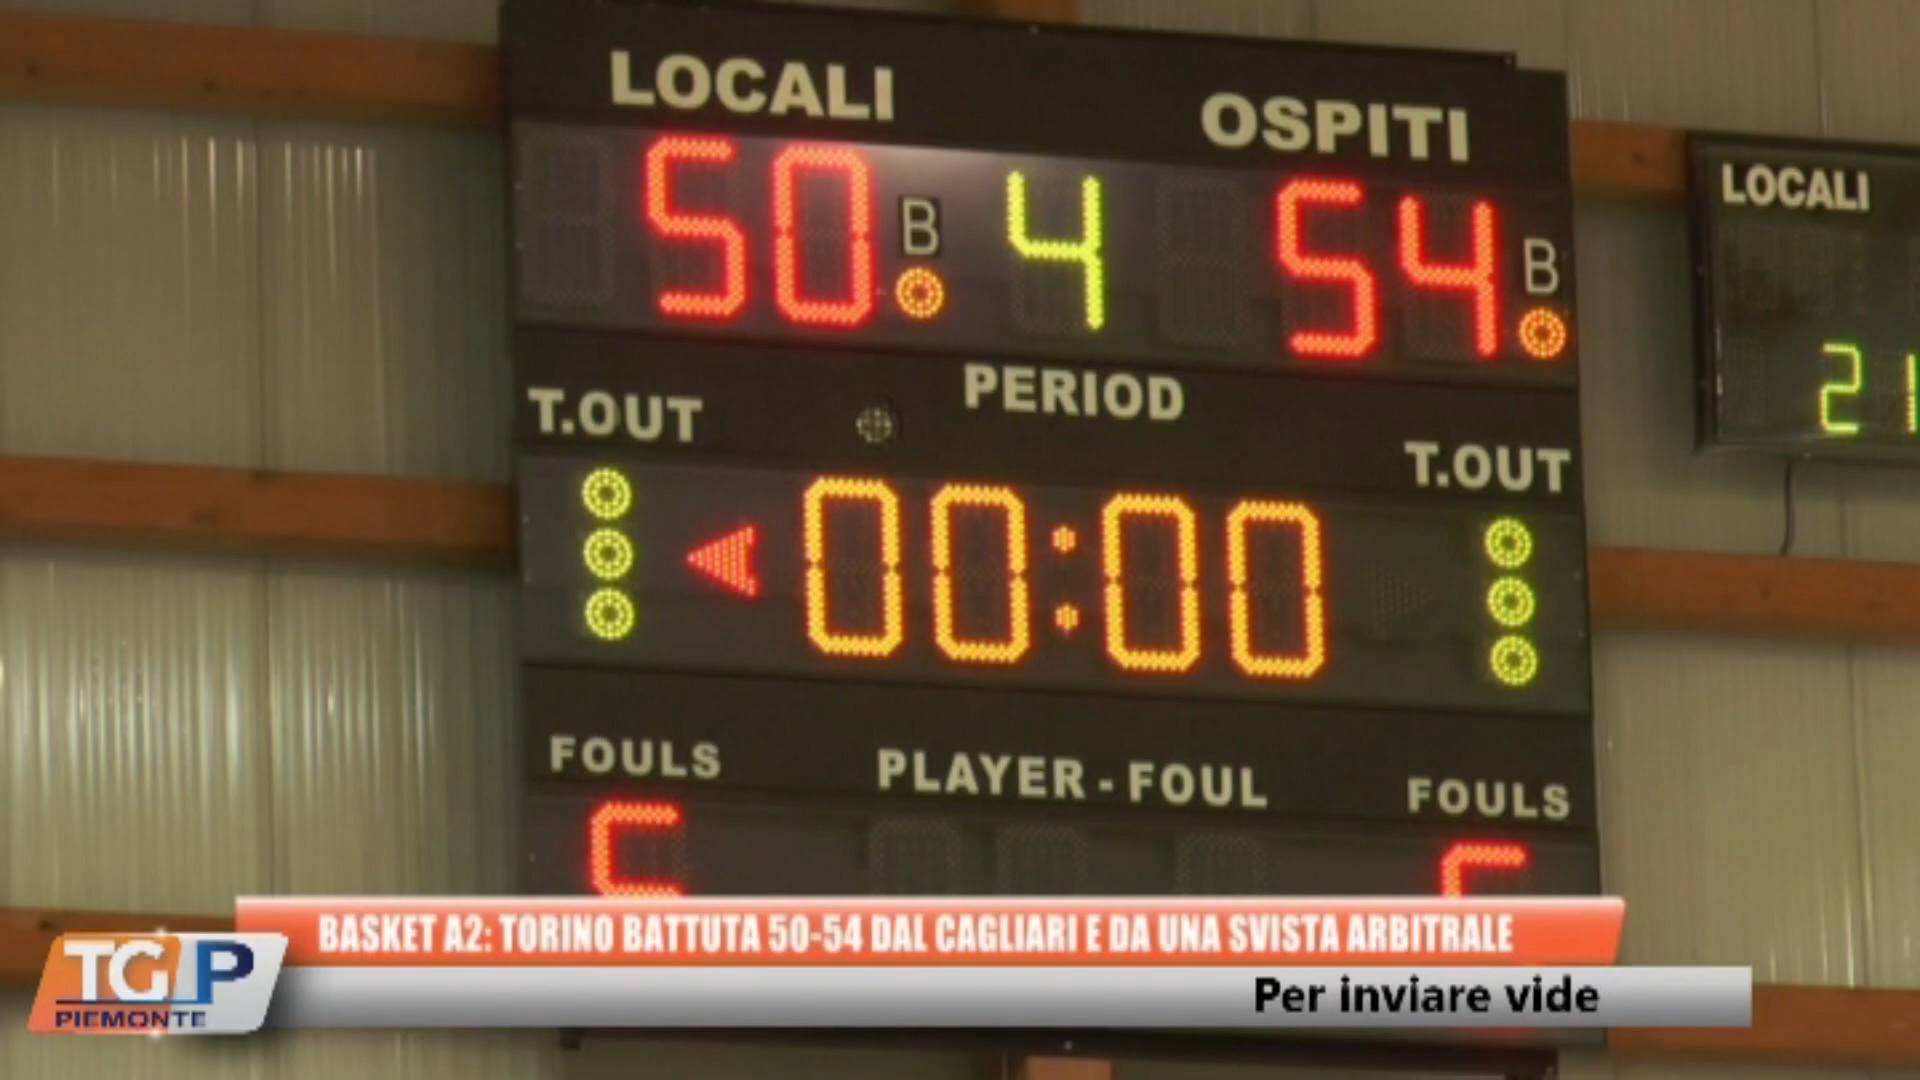 LOCALI
OSPITI
50 B 4 54 B
PERIOD
T.OUT
T.OUT
00:00
FOULS
PLAYER - FOUL
FOULS
LOCALI
21
BASKET A2: TORINO BATTUTA 50-54 DAL CAGLIARI E DA UNA SVISTA ARBITRALE
Per inviare vide
TGP
PIEMONTE